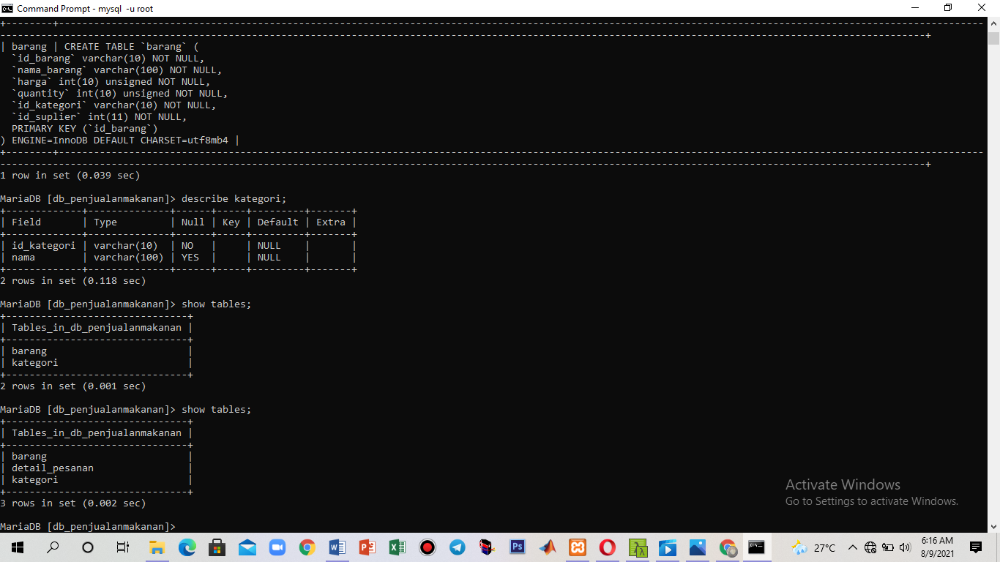 Command Prompt - mysql -u root
+--------+--------------------------------------------------------------------------------------------------------------------------------------------------------------
--------------------------------------------------------------------------------------------------------------------------------------------------------------+
| barang | CREATE TABLE `barang` (
  `id_barang` varchar(10) NOT NULL,
  `nama_barang` varchar(100) NOT NULL,
  `harga` int(10) unsigned NOT NULL,
  `quantity` int(10) unsigned NOT NULL,
  `id_kategori` varchar(10) NOT NULL,
  `id_suplier` int(11) NOT NULL,
  PRIMARY KEY (`id_barang`)
) ENGINE=InnoDB DEFAULT CHARSET=utf8mb4 |
+--------+--------------------------------------------------------------------------------------------------------------------------------------------------------------
--------------------------------------------------------------------------------------------------------------------------------------------------------------+
1 row in set (0.039 sec)
MariaDB [db_penjualanmakanan]> describe kategori;
+-------------+--------------+------+-----+---------+-------+
| Field       | Type         | Null | Key | Default | Extra |
+-------------+--------------+------+-----+---------+-------+
| id_kategori | varchar(10)  | NO   |     | NULL    |       |
| nama        | varchar(100) | YES  |     | NULL    |       |
+-------------+--------------+------+-----+---------+-------+
2 rows in set (0.118 sec)
MariaDB [db_penjualanmakanan]> show tables;
+-------------------------------+
| Tables_in_db_penjualanmakanan |
+-------------------------------+
| barang                        |
| kategori                      |
+-------------------------------+
2 rows in set (0.001 sec)
MariaDB [db_penjualanmakanan]> show tables;
+-------------------------------+
| Tables_in_db_penjualanmakanan |
+-------------------------------+
| barang                        |
| detail_pesanan                |
| kategori                      |
+-------------------------------+
3 rows in set (0.002 sec)
MariaDB [db_penjualanmakanan]>
Activate Windows
Go to Settings to activate Windows.
27°C
6:16 AM
8/9/2021